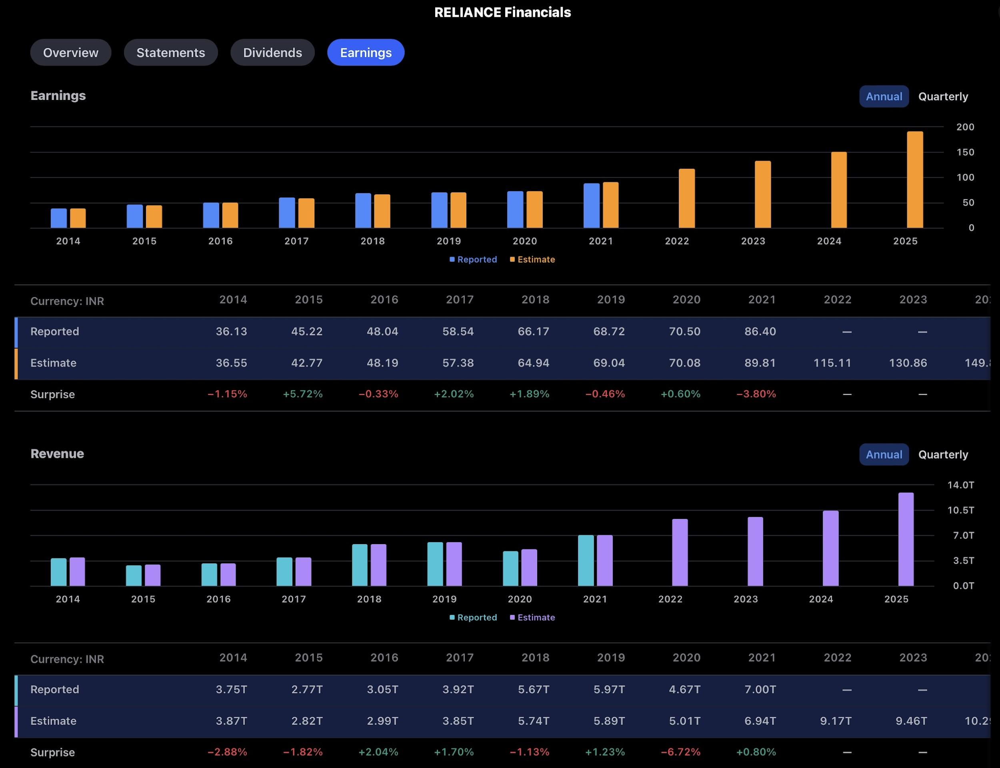 RELIANCE Financials
Overview Statements Dividends Earnings
Earnings
Annual Quarterly
200
150
100
50
0
2014 2015 2016 2017 2018 2019 2020 2021 2022 2023 2024 2025
Reported Estimate
Currency: INR 2014 2015 2016 2017 2018 2019 2020 2021 2022 2023
Reported 36.13 45.22 48.04 58.54 66.17 68.72 70.50 86.40 — —
Estimate 36.55 42.77 48.19 57.38 64.94 69.04 70.08 89.81 115.11 130.86 149.
Surprise −1.15% +5.72% −0.33% +2.02% +1.89% −0.46% +0.60% −3.80% — —
Revenue
Annual Quarterly
14.0T
10.5T
7.0T
3.5T
0.0T
2014 2015 2016 2017 2018 2019 2020 2021 2022 2023 2024 2025
Reported Estimate
Currency: INR 2014 2015 2016 2017 2018 2019 2020 2021 2022 2023
Reported 3.75T 2.77T 3.05T 3.92T 5.67T 5.97T 4.67T 7.00T — —
Estimate 3.87T 2.82T 2.99T 3.85T 5.74T 5.89T 5.01T 6.94T 9.17T 9.46T 10.2
Surprise −2.88% −1.82% +2.04% +1.70% −1.13% +1.23% −6.72% +0.80% — —